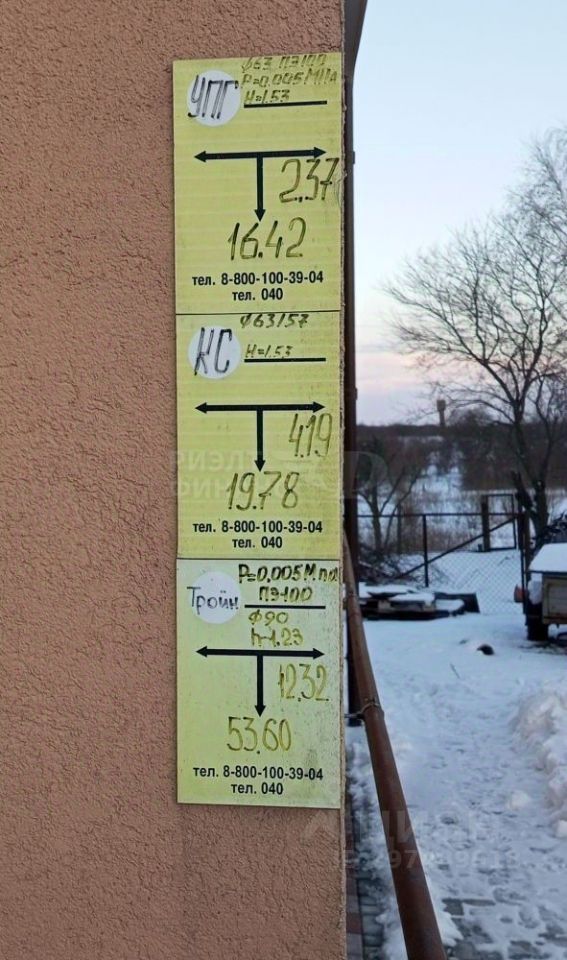 ф63 ПЭ100
УПГ P=0.005МПа
H=1.53
2.37
16.42
тел. 8-800-100-39-04
тел. 040
ф63/57
КС H=1.53
4.19
19.78
тел. 8-800-100-39-04
тел. 040
P=0,005Мпа
ПЭ100
Тройн
ф90
h-1,23
12.32
53.60
тел. 8-800-100-39-04
тел. 040